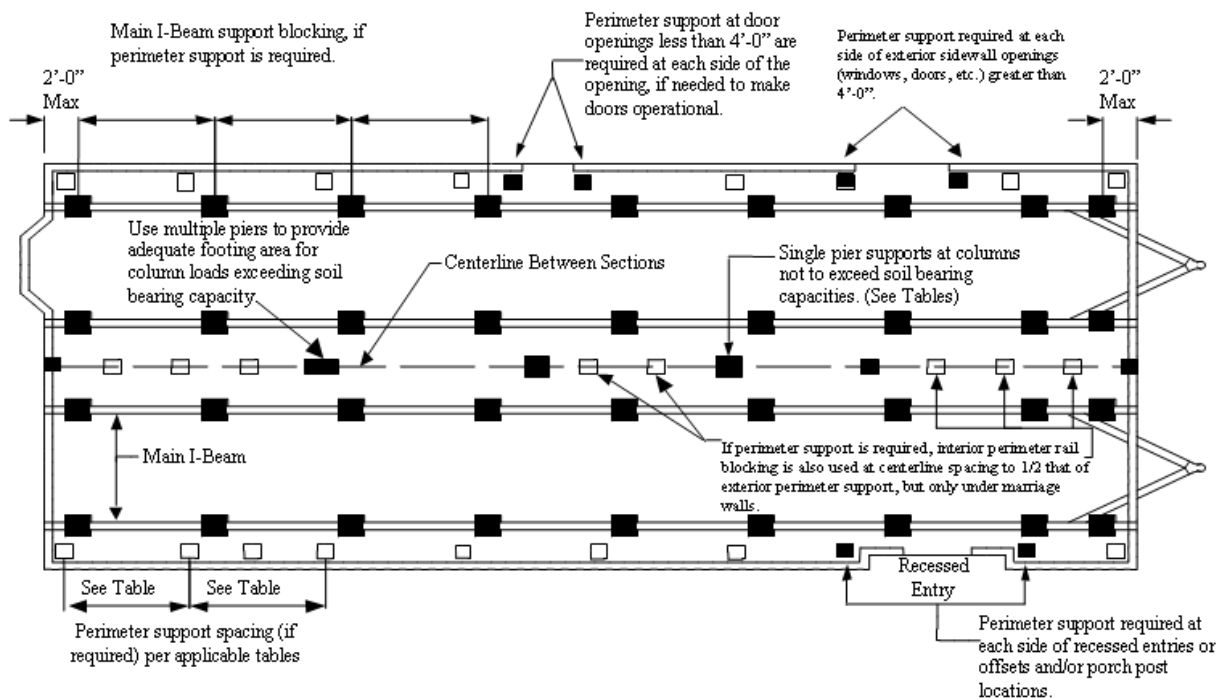 Main I-Beam support blocking, if
perimeter support is required.
2’-0”
Max
Perimeter support at door
openings less than 4’-0” are
required at each side of the
opening, if needed to make
doors operational.
Perimeter support required at each
side of exterior sidewall openings
(windows, doors, etc.) greater than
4’-0”.
2’-0”
Max
Use multiple piers to provide
adequate footing area for
column loads exceeding soil
bearing capacity
Centerline Between Sections
Single pier supports at columns
not to exceed soil bearing
capacities. (See Tables)
Main I-Beam
If perimeter support is required, interior perimeter rail
blocking is also used at centerline spacing to 1/2 that of
exterior perimeter support, but only under marriage
walls.
See Table
See Table
Perimeter support spacing (if
required) per applicable tables
Recessed
Entry
Perimeter support required at
each side of recessed entries or
offsets and/or porch post
locations.